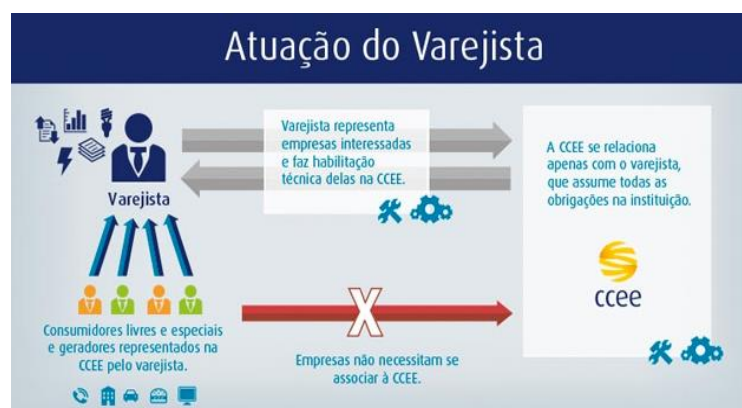 Atuação do Varejista
Varejista
Varejista representa
empresas interessadas
e faz habilitação
técnica delas na CCEE.
A CCEE se relaciona
apenas com o varejista,
que assume todas as
obrigações na instituição.
ccee
Consumidores livres e especiais
e geradores representados na
CCEE pelo varejista.
X
Empresas não necessitam se
associar à CCEE.